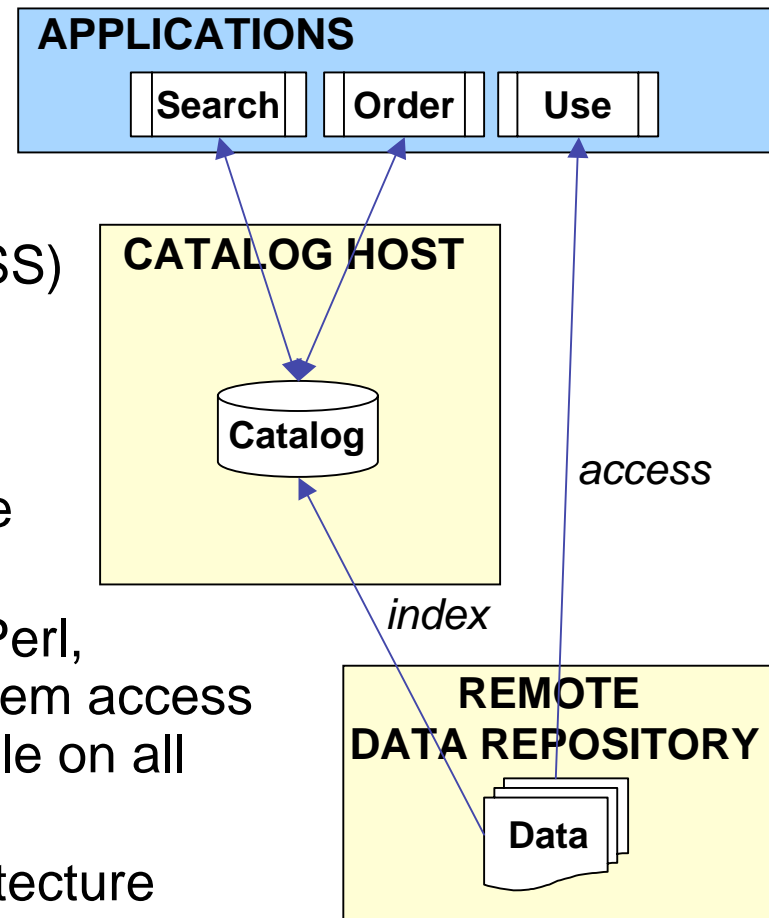 APPLICATIONS
Search
Order
Use
SS)
CATALOG HOST
Catalog
access
e
index
Perl,
em access
le on all
tecture
REMOTE
DATA REPOSITORY
Data